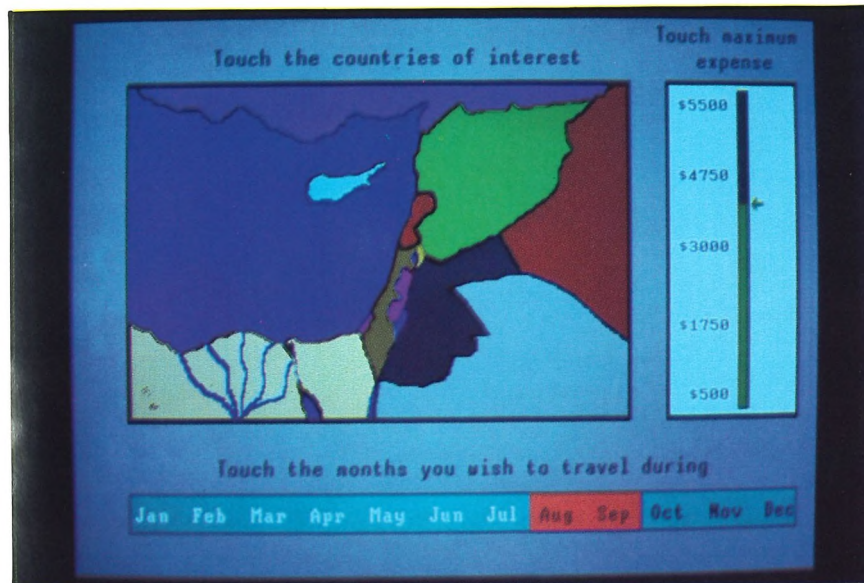 Touch the countries of interest
Touch maximum
expense
$5500
$4750
$3000
$1750
$500
Touch the months you wish to travel during
Jan Feb Mar Apr May Jun Jul Aug Sep Oct Nov Dec